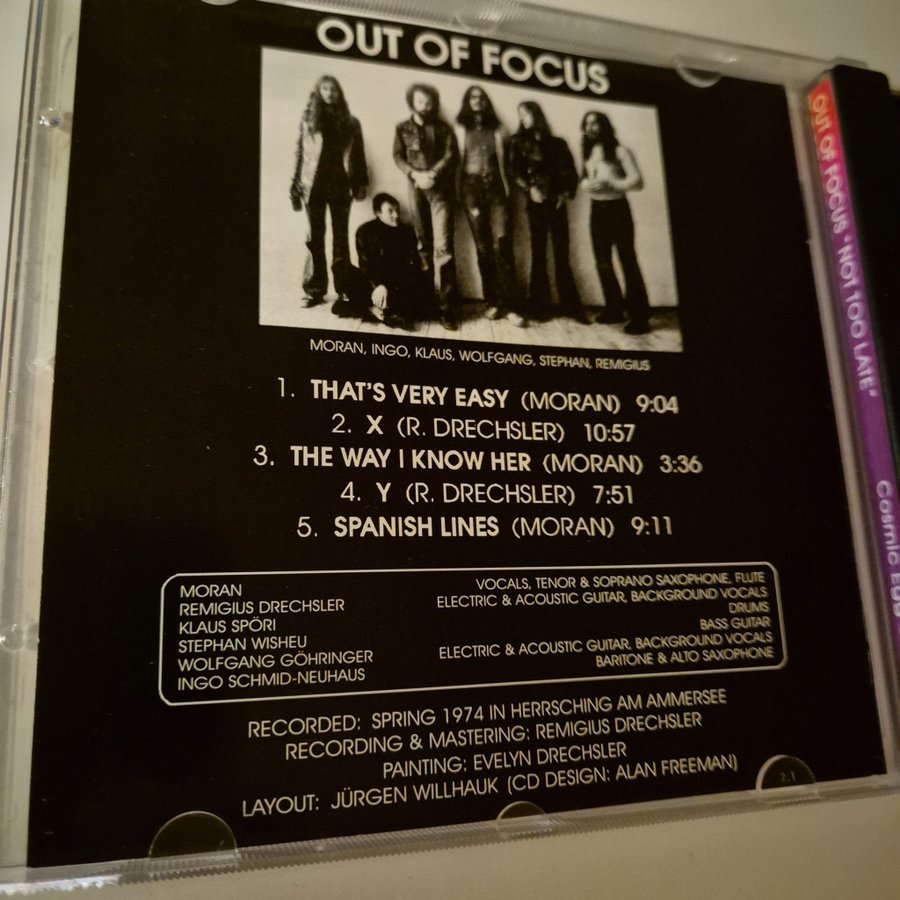 OUT OF FOCUS
MORAN, INGO, KLAUS, WOLFGANG, STEPHAN, REMIGIUS
1. THAT'S VERY EASY (MORAN) 9:04
2. X (R. DRECHSLER) 10:57
3. THE WAY I KNOW HER (MORAN) 3:36
4. Y (R. DRECHSLER) 7:51
5. SPANISH LINES (MORAN) 9:11
MORAN VOCALS, TENOR & SOPRANO SAXOPHONE, FLUTE
REMIGIUS DRECHSLER ELECTRIC & ACOUSTIC GUITAR, BACKGROUND VOCALS
KLAUS SPÖRI DRUMS
STEPHAN WISHEU BASS GUITAR
WOLFGANG GÖHRINGER ELECTRIC & ACOUSTIC GUITAR, BACKGROUND VOCALS
INGO SCHMID-NEUHAUS BARITONE & ALTO SAXOPHONE
RECORDED: SPRING 1974 IN HERRSCHING AM AMMERSEE
RECORDING & MASTERING: REMIGIUS DRECHSLER
PAINTING: EVELYN DRECHSLER
LAYOUT: JÜRGEN WILLHAUK (CD DESIGN: ALAN FREEMAN)
2.1
OUT OF FOCUS "NOT TOO LATE" Cosmic Egg